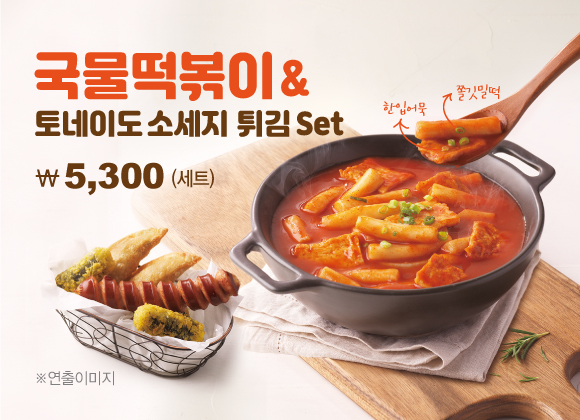 국물떡볶이 &
토네이도 소세지 튀김 Set
₩ 5,300 (세트)
한입어묵
쫄깃밀떡
※연출이미지